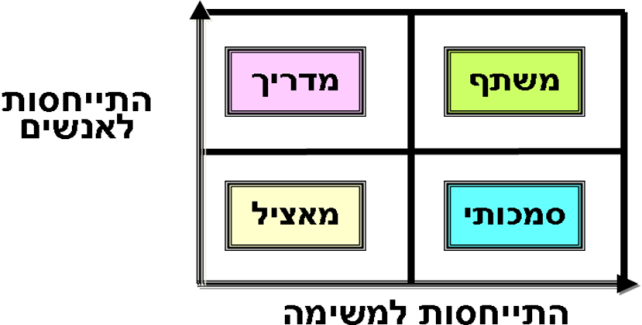 משתף
מדריך
התייחסות
לאנשים
סמכותי
מאציל
התייחסות למשימה